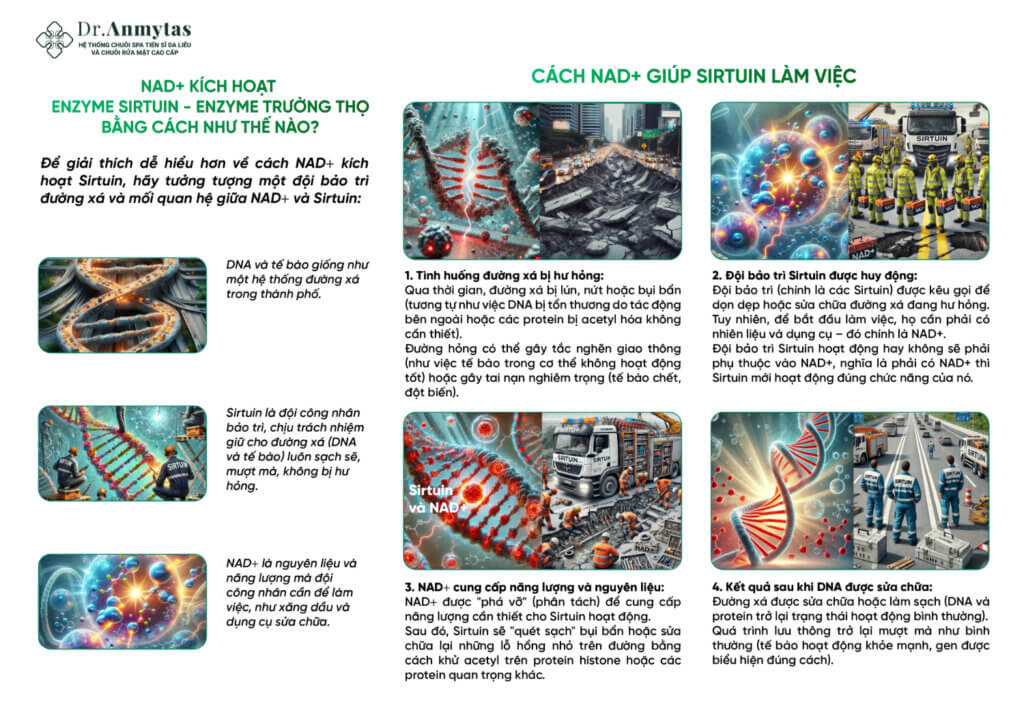 Dr.Anmytas
HỆ THỐNG CHUỖI SPA TIẾN SĨ DA LIỄU
VÀ CHUỖI RỬA MẶT CAO CẤP
NAD+ KÍCH HOẠT
ENZYME SIRTUIN - ENZYME TRƯỜNG THỌ
BẰNG CÁCH NHƯ THẾ NÀO?
Để giải thích dễ hiểu hơn về cách NAD+ kích
hoạt Sirtuin, hãy tưởng tượng một đội bảo trì
đường xá và mối quan hệ giữa NAD+ và Sirtuin:
DNA và tế bào giống như
một hệ thống đường xá
trong thành phố.
SIRTUIN
Sirtuin là đội công nhân
bảo trì, chịu trách nhiệm
giữ cho đường xá (DNA
và tế bào) luôn sạch sẽ,
mượt mà, không bị hư
hỏng.
NAD+ là nguyên liệu và
năng lượng mà đội
công nhân cần để làm
việc, như xăng dầu và
dụng cụ sửa chữa.
CÁCH NAD+ GIÚP SIRTUIN LÀM VIỆC
1. Tình huống đường xá bị hư hỏng:
Qua thời gian, đường xá bị lún, nứt hoặc bụi bẩn
(tương tự như việc DNA bị tổn thương do tác động
bên ngoài hoặc các protein bị acetyl hóa không
cần thiết).
Đường hỏng có thể gây tắc nghẽn giao thông
(như việc tế bào trong cơ thể không hoạt động
tốt) hoặc gây tai nạn nghiêm trọng (tế bào chết,
đột biến).
SIRTUIN
NAD+
2. Đội bảo trì Sirtuin được huy động:
Đội bảo trì (chính là các Sirtuin) được kêu gọi để
dọn dẹp hoặc sửa chữa đường xá đang hư hỏng.
Tuy nhiên, để bắt đầu làm việc, họ cần phải có
nhiên liệu và dụng cụ – đó chính là NAD+.
Đội bảo trì Sirtuin hoạt động hay không sẽ phải
phụ thuộc vào NAD+, nghĩa là phải có NAD+ thì
Sirtuin mới hoạt động đúng chức năng của nó.
Sirtuin
và NAD+
SIRTUIN
NAD+
3. NAD+ cung cấp năng lượng và nguyên liệu:
NAD+ được "phá vỡ" (phân tách) để cung cấp
năng lượng cần thiết cho Sirtuin hoạt động.
Sau đó, Sirtuin sẽ "quét sạch" bụi bẩn hoặc sửa
chữa lại những lỗ hổng nhỏ trên đường bằng
cách khử acetyl trên protein histone hoặc các
protein quan trọng khác.
SIRTUIN
4. Kết quả sau khi DNA được sửa chữa:
Đường xá được sửa chữa hoặc làm sạch (DNA và
protein trở lại trạng thái hoạt động bình thường).
Quá trình lưu thông trở lại mượt mà như bình
thường (tế bào hoạt động khỏe mạnh, gen được
biểu hiện đúng cách).